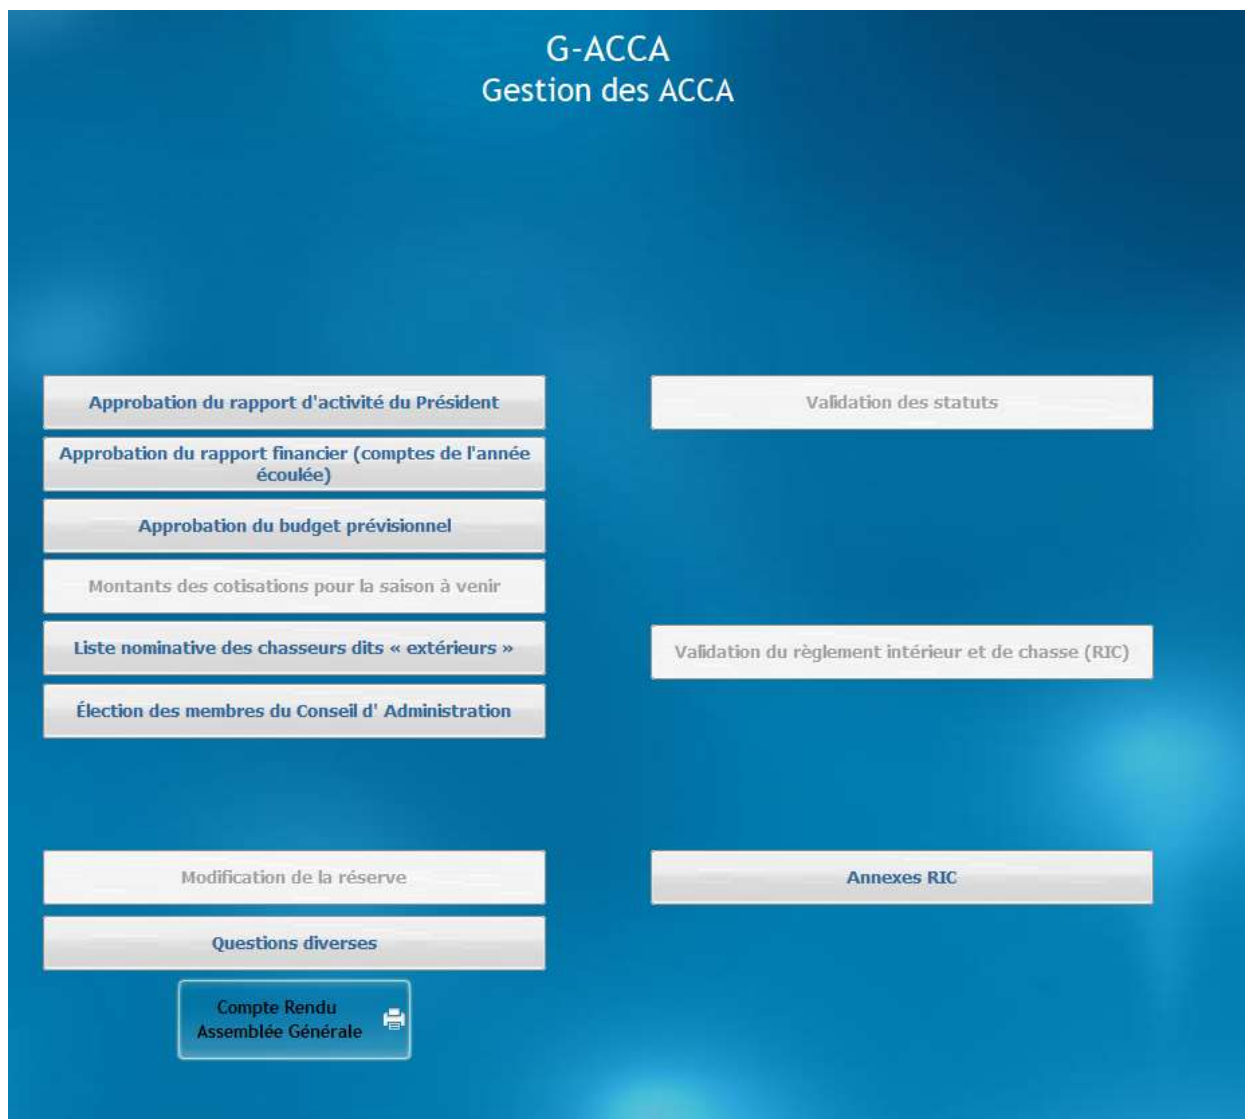 G-ACCA
Gestion des ACCA
Approbation du rapport d'activité du Président
Validation des statuts
Approbation du rapport financier (comptes de l'année
écoulée)
Approbation du budget prévisionnel
Montants des cotisations pour la saison à venir
Liste nominative des chasseurs dits « extérieurs »
Validation du règlement intérieur et de chasse (RIC)
Élection des membres du Conseil d' Administration
Modification de la réserve
Annexes RIC
Questions diverses
Compte Rendu
Assemblée Générale